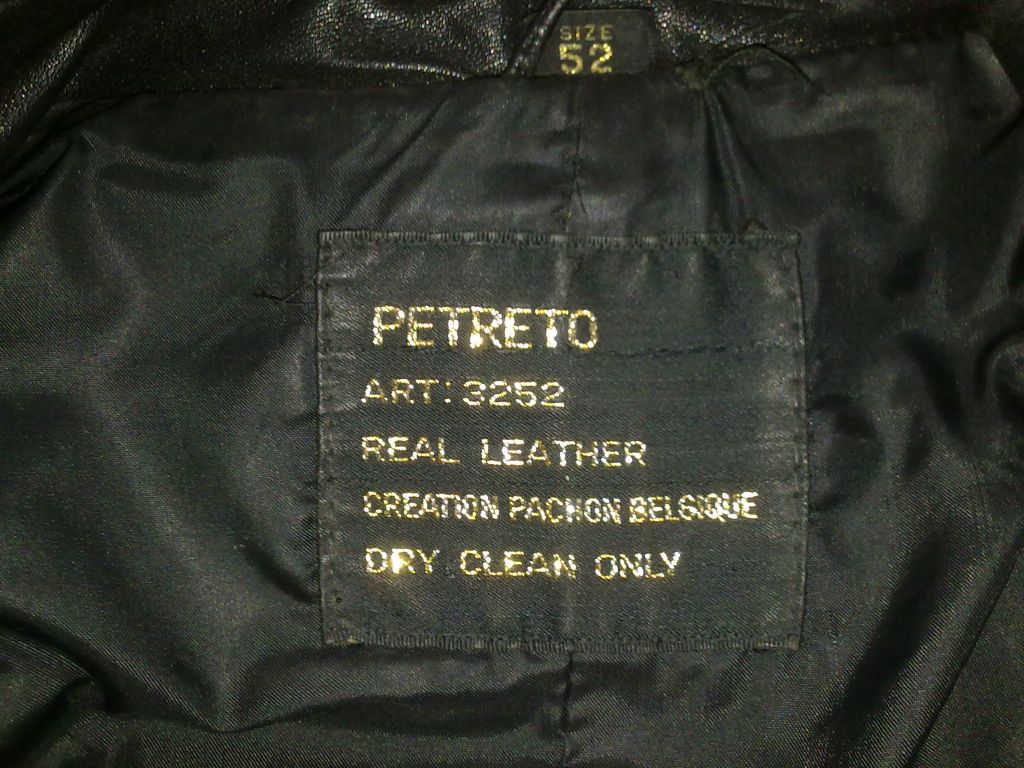 SIZE
52
PETRETO
ART: 3252
REAL LEATHER
CREATION PACHON BELGIQUE
DRY CLEAN ONLY